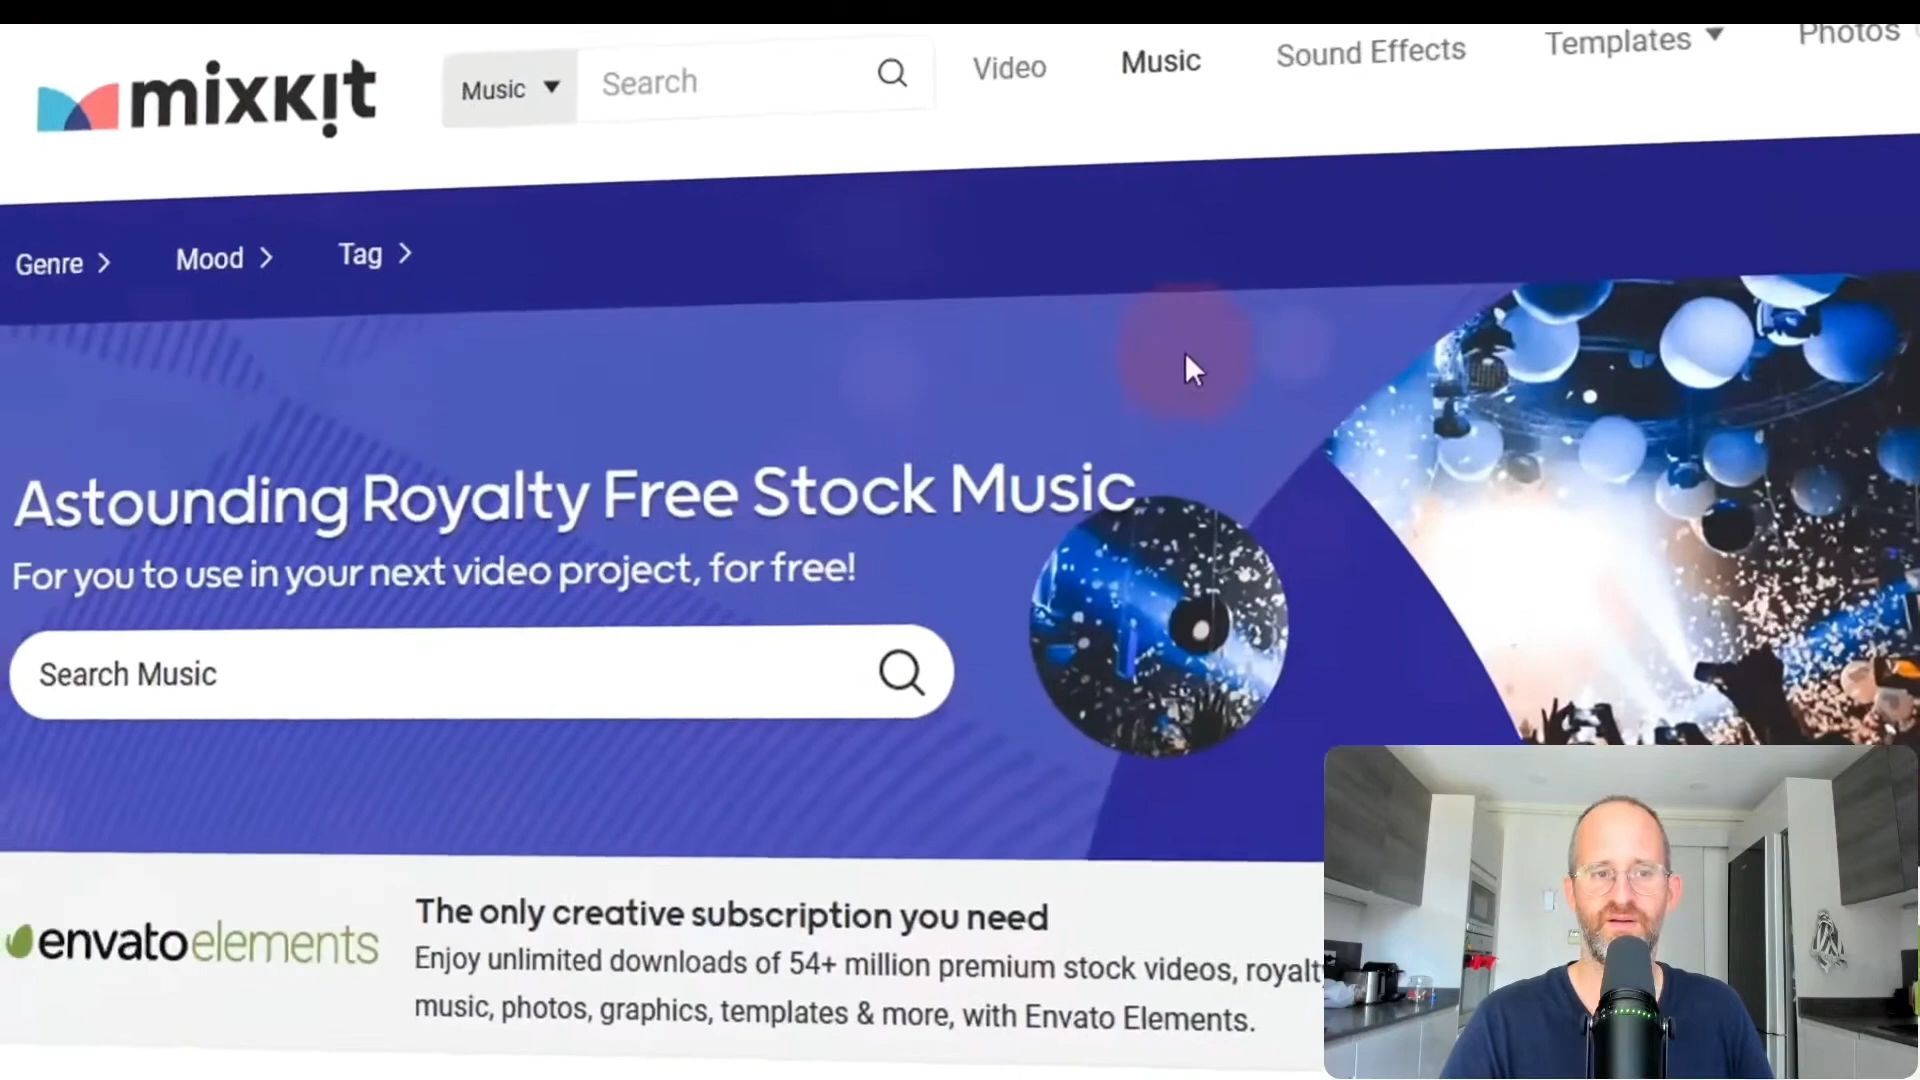 mixkit
Music
Search
Video
Music
Sound Effects
Templates
Photos
Genre
Mood
Tag
Astounding Royalty Free Stock Music
For you to use in your next video project, for free!
Search Music
envatoelements
The only creative subscription you need
Enjoy unlimited downloads of 54+ million premium stock videos, royalty
music, photos, graphics, templates & more, with Envato Elements.